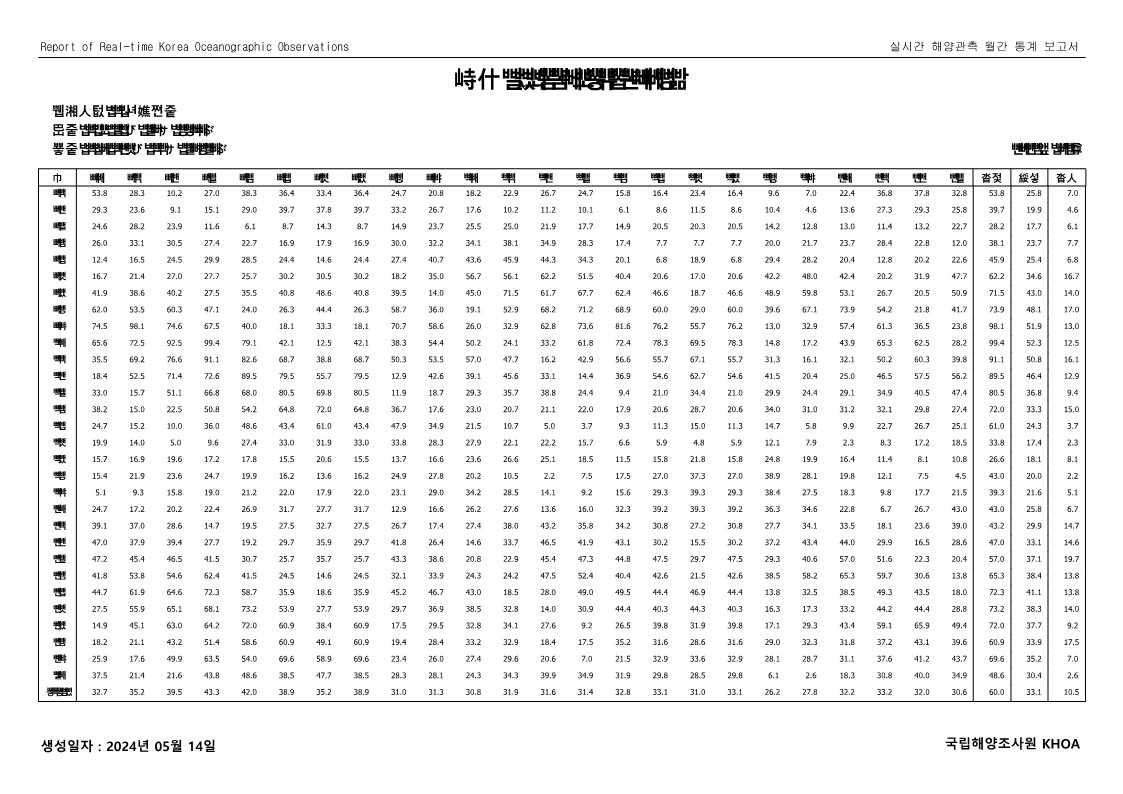 Report of Real-time Korea Oceanographic Observations
실시간 해양관측 월간 통계 보고서
53.8 28.3 10.2 27.0 38.3 36.4 33.4 36.4 24.7 20.8 18.2 22.9 26.7 24.7 15.8 16.4 23.4 16.4 9.6 7.0 22.4 36.8 37.8 32.8 53.8 25.8 7.0
29.3 23.6 9.1 15.1 29.0 39.7 37.8 39.7 33.2 26.7 17.6 10.2 11.2 10.1 6.1 8.6 11.5 8.6 10.4 4.6 13.6 27.3 29.3 25.8 39.7 19.9 4.6
24.6 28.2 23.9 11.6 6.1 8.7 14.3 8.7 14.9 23.7 25.5 25.0 21.9 17.7 14.9 20.5 20.3 20.5 14.2 12.8 13.0 11.4 13.2 22.7 28.2 17.7 6.1
26.0 33.1 30.5 27.4 22.7 16.9 17.9 16.9 30.0 32.2 34.1 38.1 34.9 28.3 17.4 7.7 7.7 7.7 20.0 21.7 23.7 28.4 22.8 12.0 38.1 23.7 7.7
12.4 16.5 24.5 29.9 28.5 24.4 14.6 24.4 27.4 40.7 43.6 45.9 44.3 34.3 20.1 6.8 18.9 6.8 29.4 28.2 20.4 12.8 20.2 22.6 45.9 25.4 6.8
16.7 21.4 27.0 27.7 25.7 30.2 30.5 30.2 18.2 35.0 56.7 56.1 62.2 51.5 40.4 20.6 17.0 20.6 42.2 48.0 42.4 20.2 31.9 47.7 62.2 34.6 16.7
41.9 38.6 40.2 27.5 35.5 40.8 48.6 40.8 39.5 14.0 45.0 71.5 61.7 67.7 62.4 46.6 18.7 46.6 48.9 59.8 53.1 26.7 20.5 50.9 71.5 43.0 14.0
62.0 53.5 60.3 47.1 24.0 26.3 44.4 26.3 58.7 36.0 19.1 52.9 68.2 71.2 68.9 60.0 29.0 60.0 39.6 67.1 73.9 54.2 21.8 41.7 73.9 48.1 17.0
74.5 98.1 74.6 67.5 40.0 18.1 33.3 18.1 70.7 58.6 26.0 32.9 62.8 73.6 81.6 76.2 55.7 76.2 13.0 32.9 57.4 61.3 36.5 23.8 98.1 51.9 13.0
65.6 72.5 92.5 99.4 79.1 42.1 12.5 42.1 38.3 54.4 50.2 24.1 33.2 61.8 72.4 78.3 69.5 78.3 14.8 17.2 43.9 65.3 62.5 28.2 99.4 52.3 12.5
35.5 69.2 76.6 91.1 82.6 68.7 38.8 68.7 50.3 53.5 57.0 47.7 16.2 42.9 56.6 55.7 67.1 55.7 31.3 16.1 32.1 50.2 60.3 39.8 91.1 50.8 16.1
18.4 52.5 71.4 72.6 89.5 79.5 55.7 79.5 12.9 42.6 39.1 45.6 33.1 14.4 36.9 54.6 62.7 54.6 41.5 20.4 25.0 46.5 57.5 56.2 89.5 46.4 12.9
33.0 15.7 51.1 66.8 68.0 80.5 69.8 80.5 11.9 18.7 29.3 35.7 38.8 24.4 9.4 21.0 34.4 21.0 29.9 24.4 29.1 34.9 40.5 47.4 80.5 36.8 9.4
38.2 15.0 22.5 50.8 54.2 64.8 72.0 64.8 36.7 17.6 23.0 20.7 21.1 22.0 17.9 20.6 28.7 20.6 34.0 31.0 31.2 32.1 29.8 27.4 72.0 33.3 15.0
24.7 15.2 10.0 36.0 48.6 43.4 61.0 43.4 47.9 34.9 21.5 10.7 5.0 3.7 9.3 11.3 15.0 11.3 14.7 5.8 9.9 22.7 26.7 25.1 61.0 24.3 3.7
19.9 14.0 5.0 9.6 27.4 33.0 31.9 33.0 33.8 28.3 27.9 22.1 22.2 15.7 6.6 5.9 4.8 5.9 12.1 7.9 2.3 8.3 17.2 18.5 33.8 17.4 2.3
15.7 16.9 19.6 17.2 17.8 15.5 20.6 15.5 13.7 16.6 23.6 26.6 25.1 18.5 11.5 15.8 21.8 15.8 24.8 19.9 16.4 11.4 8.1 10.8 26.6 18.1 8.1
15.4 21.9 23.6 24.7 19.9 16.2 13.6 16.2 24.9 27.8 20.2 10.5 2.2 7.5 17.5 27.0 37.3 27.0 38.9 28.1 19.8 12.1 7.5 4.5 43.0 20.0 2.2
5.1 9.3 15.8 19.0 21.2 22.0 17.9 22.0 23.1 29.0 34.2 28.5 14.1 9.2 15.6 29.3 39.3 29.3 38.4 27.5 18.3 9.8 17.7 21.5 39.3 21.6 5.1
24.7 17.2 20.2 22.4 26.9 31.7 27.7 31.7 12.9 16.6 26.2 27.6 13.6 16.0 32.3 39.2 39.3 39.2 36.3 34.6 22.8 6.7 26.7 43.0 43.0 25.8 6.7
39.1 37.0 28.6 14.7 19.5 27.5 32.7 27.5 26.7 17.4 27.4 38.0 43.2 35.8 34.2 30.8 27.2 30.8 27.7 34.1 33.5 18.1 23.6 39.0 43.2 29.9 14.7
47.0 37.9 39.4 27.7 19.2 29.7 35.9 29.7 41.8 26.4 14.6 33.7 46.5 41.9 43.1 30.2 15.5 30.2 37.2 43.4 44.0 29.9 16.5 28.6 47.0 33.1 14.6
47.2 45.4 46.5 41.5 30.7 25.7 35.7 25.7 43.3 38.6 20.8 22.9 45.4 47.3 44.8 47.5 29.7 47.5 29.3 40.6 57.0 51.6 22.3 20.4 57.0 37.1 19.7
41.8 53.8 54.6 62.4 41.5 24.5 14.6 24.5 32.1 33.9 24.3 24.2 47.5 52.4 40.4 42.6 21.5 42.6 38.5 58.2 65.3 59.7 30.6 13.8 65.3 38.4 13.8
44.7 61.9 64.6 72.3 58.7 35.9 18.6 35.9 45.2 46.7 43.0 18.5 28.0 49.0 49.5 44.4 46.9 44.4 13.8 32.5 38.5 49.3 43.5 18.0 72.3 41.1 13.8
27.5 55.9 65.1 68.1 73.2 53.9 27.7 53.9 29.7 36.9 38.5 32.8 14.0 30.9 44.4 40.3 44.3 40.3 16.3 17.3 33.2 44.2 44.4 28.8 73.2 38.3 14.0
14.9 45.1 63.0 64.2 72.0 60.9 38.4 60.9 17.5 29.5 32.8 34.1 27.6 9.2 26.5 39.8 31.9 39.8 17.1 29.3 43.4 59.1 65.9 49.4 72.0 37.7 9.2
18.2 21.1 43.2 51.4 58.6 60.9 49.1 60.9 19.4 28.4 33.2 32.9 18.4 17.5 35.2 31.6 28.6 31.6 29.0 32.3 31.8 37.2 43.1 39.6 60.9 33.9 17.5
25.9 17.6 49.9 63.5 54.0 69.6 58.9 69.6 23.4 26.0 27.4 29.6 20.6 7.0 21.5 32.9 33.6 32.9 28.1 28.7 31.1 37.6 41.2 43.7 69.6 35.2 7.0
37.5 21.4 21.6 43.8 48.6 38.5 47.7 38.5 28.3 28.1 24.3 34.3 39.9 34.9 31.9 29.8 28.5 29.8 6.1 2.6 18.3 30.8 40.0 34.9 48.6 30.4 2.6
32.7 35.2 39.5 43.3 42.0 38.9 35.2 38.9 31.0 31.3 30.8 31.9 31.6 31.4 32.8 33.1 31.0 33.1 26.2 27.8 32.2 33.2 32.0 30.6 60.0 33.1 10.5
생성일자 : 2024년 05월 14일
국립해양조사원 KHOA